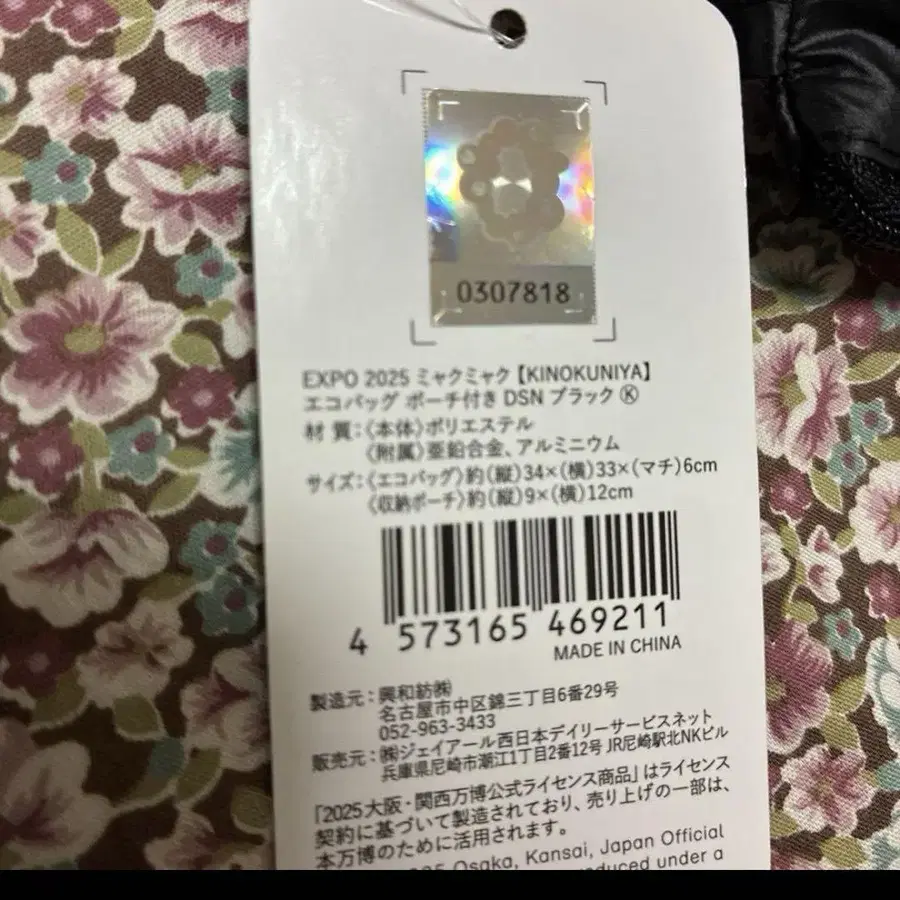 0307818
EXPO 2025 ミャクミャク【KINOKUNIYA】
エコバッグ ポーチ付き DSN ブラック Ⓚ
材 質:〈本体〉ポリエステル
〈附属〉亜鉛合金、アルミニウム
サイズ:〈エコバッグ〉約(縦)34×(横)33×(マチ)6cm
〈収納ポーチ〉約(縦)9×(横)12cm
4 573165 469211
MADE IN CHINA
製造元:興和紡㈱
名古屋市中区錦三丁目6番29号
052-963-3433
販売元:㈱ジェイアール西日本デイリーサービスネット
兵庫県尼崎市潮江1丁目2番12号 JR尼崎駅北NKビル
「2025大阪・関西万博公式ライセンス商品」はライセンス
契約に基づいて製造されており、売り上げの一部は、
本万博のために活用されます。
Osaka, Kansai, Japan Official
under a